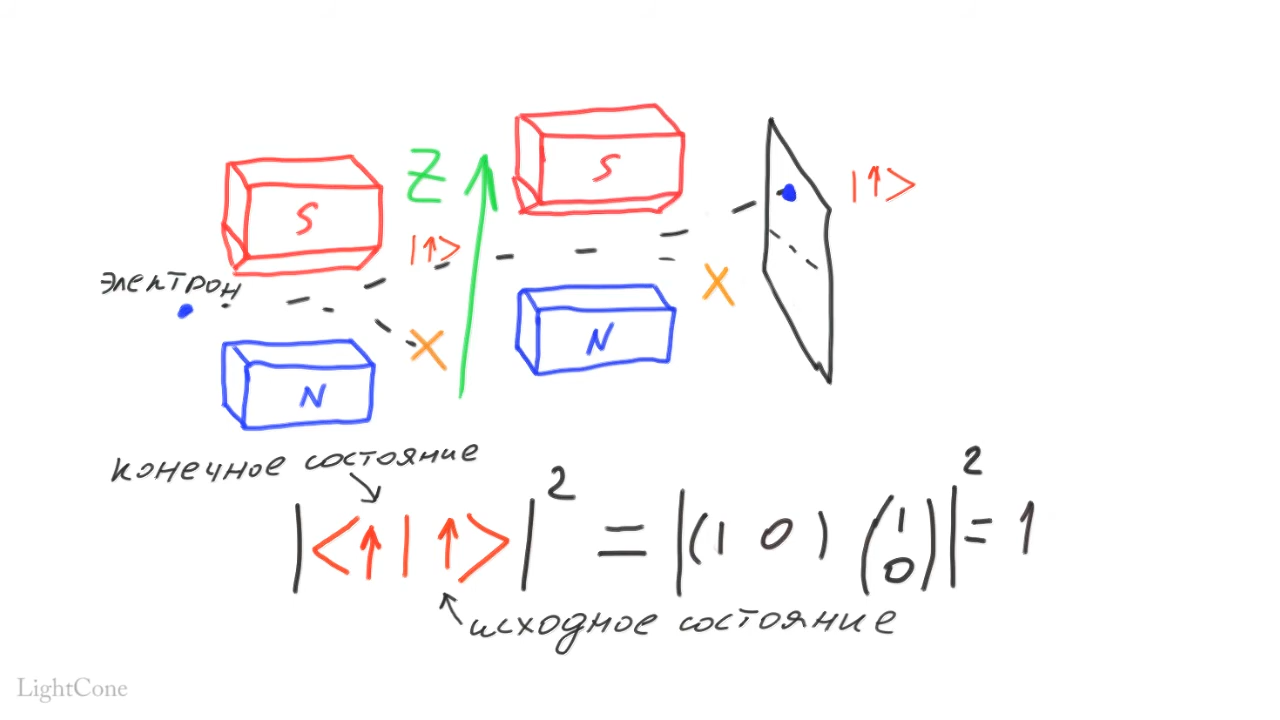 S
Z
S
|↑>
|↑>
электрон
X
X
N
N
конечное состояние
|<↑|↑>|² = |(1 0) (1 0)|² = 1
исходное состояние
LightCone